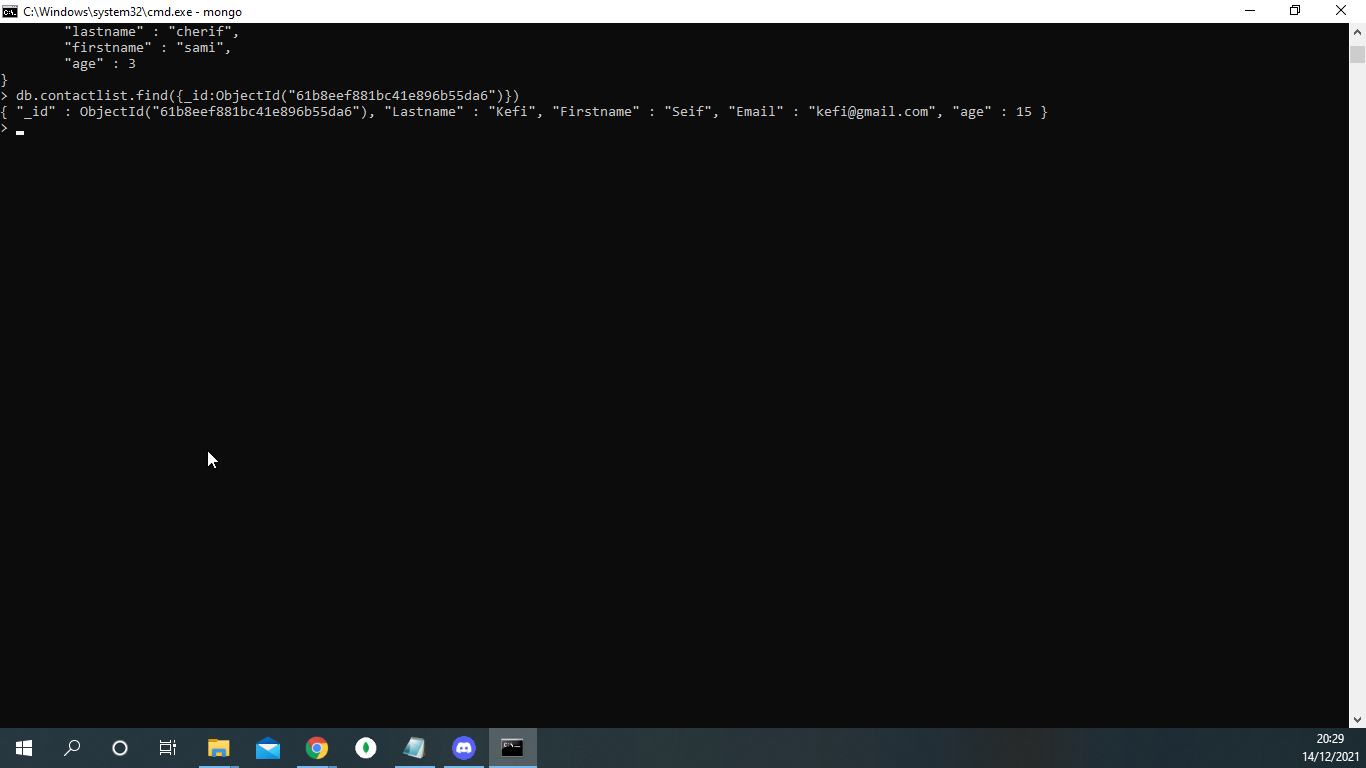 C:\Windows\system32\cmd.exe - mongo
"lastname" : "cherif",
"firstname" : "sami",
"age" : 3
}
> db.contactlist.find({_id:ObjectId("61b8eef881bc41e896b55da6")})
{ "_id" : ObjectId("61b8eef881bc41e896b55da6"), "Lastname" : "Kefi", "Firstname" : "Seif", "Email" : "kefi@gmail.com", "age" : 15 }
>
20:29
14/12/2021